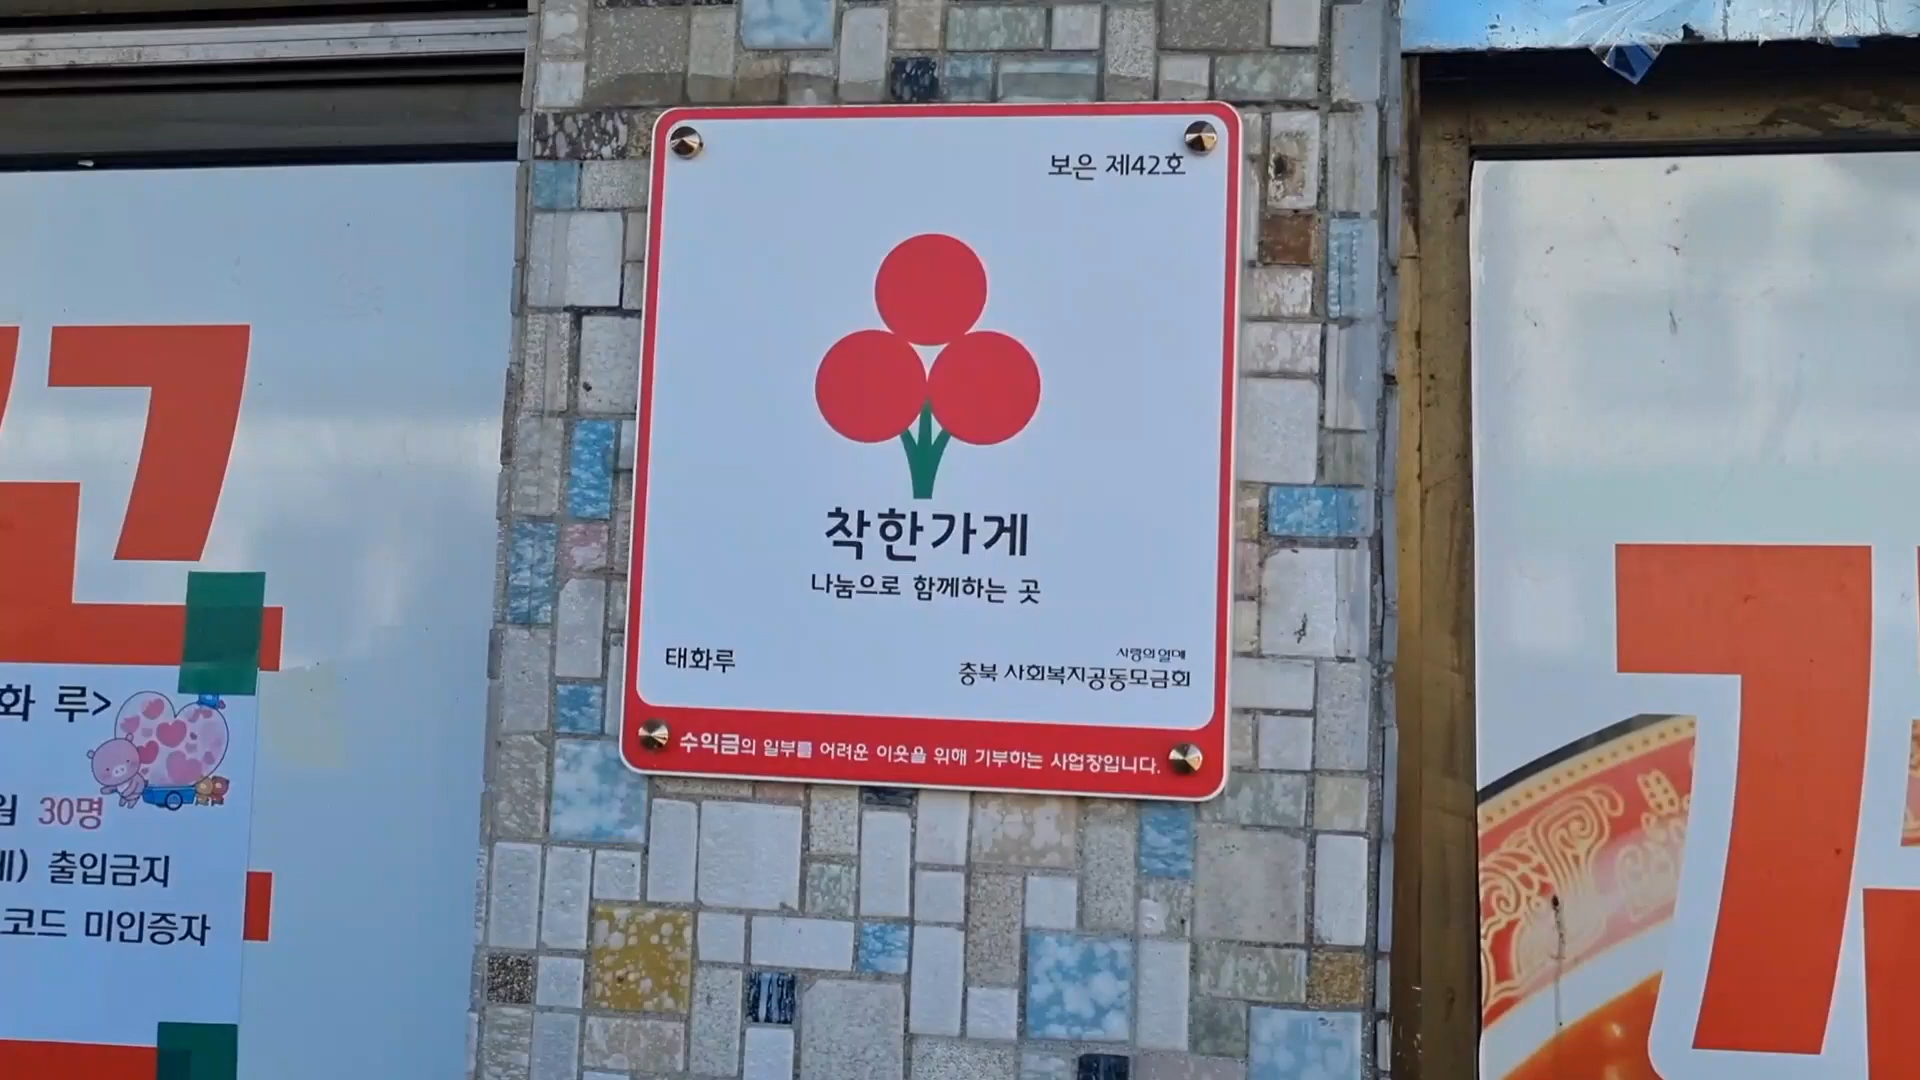 보은 제42호
착한가게
나눔으로 함께하는 곳
태화루
사랑의열매
충북 사회복지공동모금회
수익금의 일부를 어려운 이웃을 위해 기부하는 사업장입니다.
화 루>
30명
출입금지
코드 미인증자